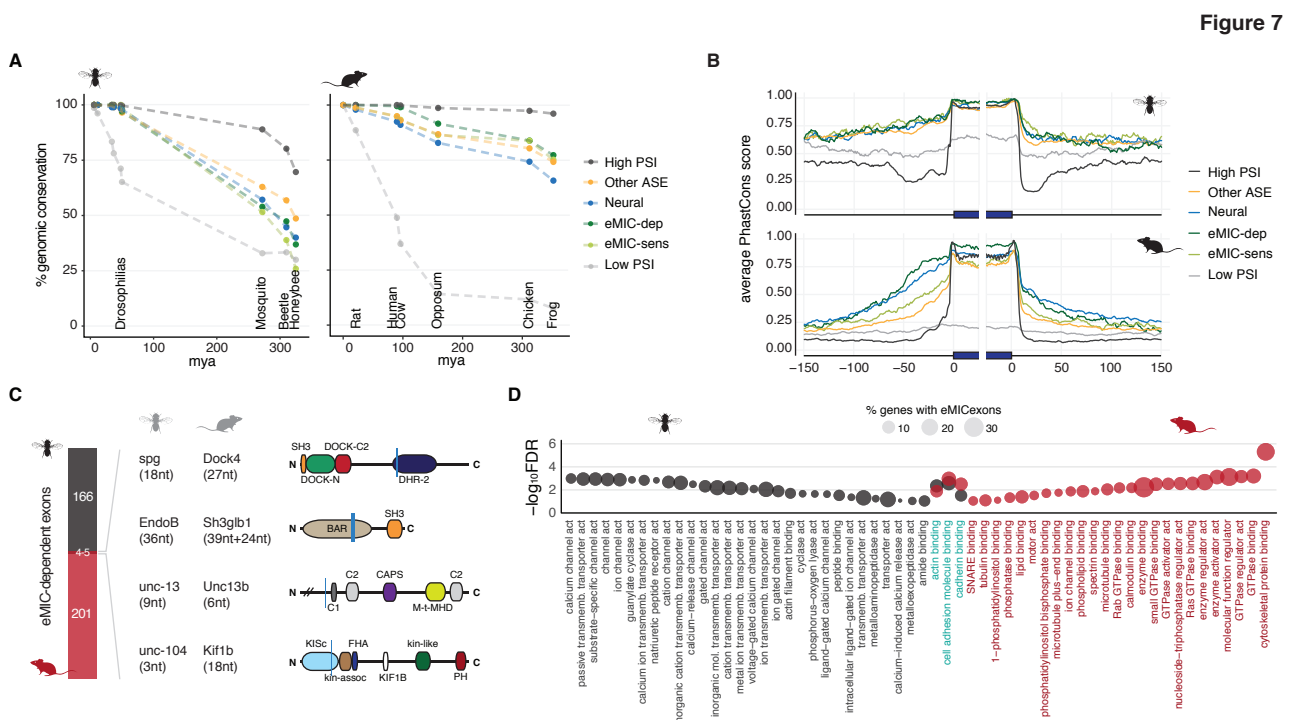 Figure 7
A
100
75
50
25
0
%genomic conservation
Drosophilias
Mosquito
Beetle
Honeybee
0
100
200
300
mya
Rat
Human
Cow
Opposum
Chicken
Frog
0
100
200
300
mya
High PSI
Other ASE
Neural
eMIC-dep
eMIC-sens
Low PSI
B
average PhastCons score
1.00
0.75
0.50
0.25
0.00
1.00
0.75
0.50
0.25
0.00
−150
−100
−50
0
0
50
100
150
High PSI
Other ASE
Neural
eMIC-dep
eMIC-sens
Low PSI
C
eMIC-dependent exons
166
4-5
201
spg
(18nt)
Dock4
(27nt)
EndoB
(36nt)
Sh3glb1
(39nt+24nt)
unc-13
(9nt)
Unc13b
(6nt)
unc-104
(3nt)
Kif1b
(18nt)
SH3
DOCK-C2
N
C
DOCK-N
DHR-2
SH3
N
BAR
C
C2
CAPS
C2
N
C
C1
M-t-MHD
KISc
FHA
kin-like
N
C
kin-assoc
KIF1B
PH
D
% genes with eMICexons
10
20
30
−log10FDR
6
4
2
0
calcium channel act
passive transmemb. transporter act
substrate−specific channel act
channel act
ion channel act
guanylate cyclase act
calcium ion transmemb. transporter act
natriuretic peptide receptor act
cation channel act
inorganic cation transmemb. transporter act
calcium−release channel act
gated channel act
inorganic mol. transmemb. transporter act
cation transmemb. transporter act
metal ion transmemb. transporter act
voltage−gated calcium channel act
ion transmemb. transporter act
ion gated channel act
actin filament binding
cyclase act
phosphorus−oxygen lyase act
ligand−gated calcium channel act
peptide binding
intracellular ligand−gated ion channel act
transmemb. transporter act
metalloaminopeptidase act
transporter act
calcium−induced calcium release act
metalloexopeptidase act
amide binding
actin binding
cell adhesion molecule binding
cadherin binding
SNARE binding
tubulin binding
1−phosphatidylinositol binding
phosphatase binding
lipid binding
motor act
phosphatidylinositol bisphosphate binding
microtubule plus−end binding
ion channel binding
phospholipid binding
spectrin binding
microtubule binding
Rab GTPase binding
calmodulin binding
enzyme binding
small GTPase binding
GTPase activator act
nucleoside−triphosphatase regulator act
Ras GTPase binding
enzyme regulator act
enzyme activator act
molecular function regulator
GTPase regulator act
GTPase binding
cytoskeletal protein binding